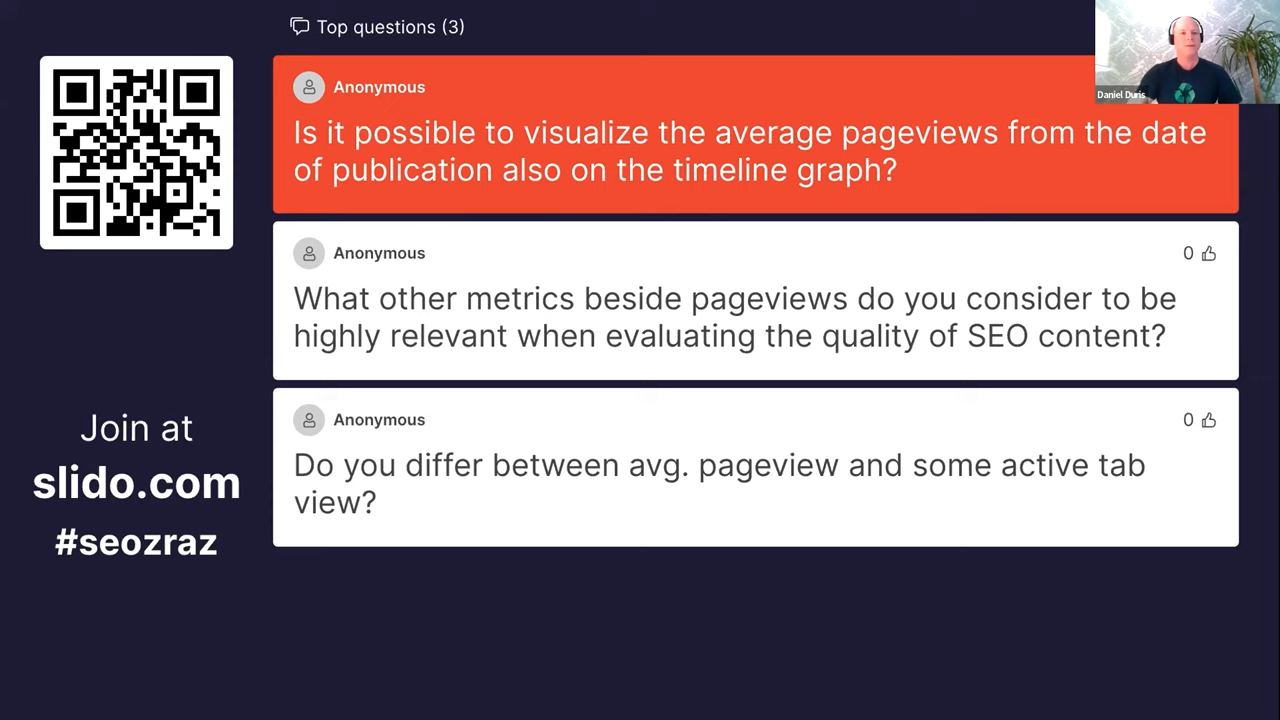 Top questions (3)
Daniel Duris
Anonymous
Is it possible to visualize the average pageviews from the date
of publication also on the timeline graph?
Anonymous
0
What other metrics beside pageviews do you consider to be
highly relevant when evaluating the quality of SEO content?
Anonymous
0
Do you differ between avg. pageview and some active tab
view?
Join at
slido.com
#seozraz